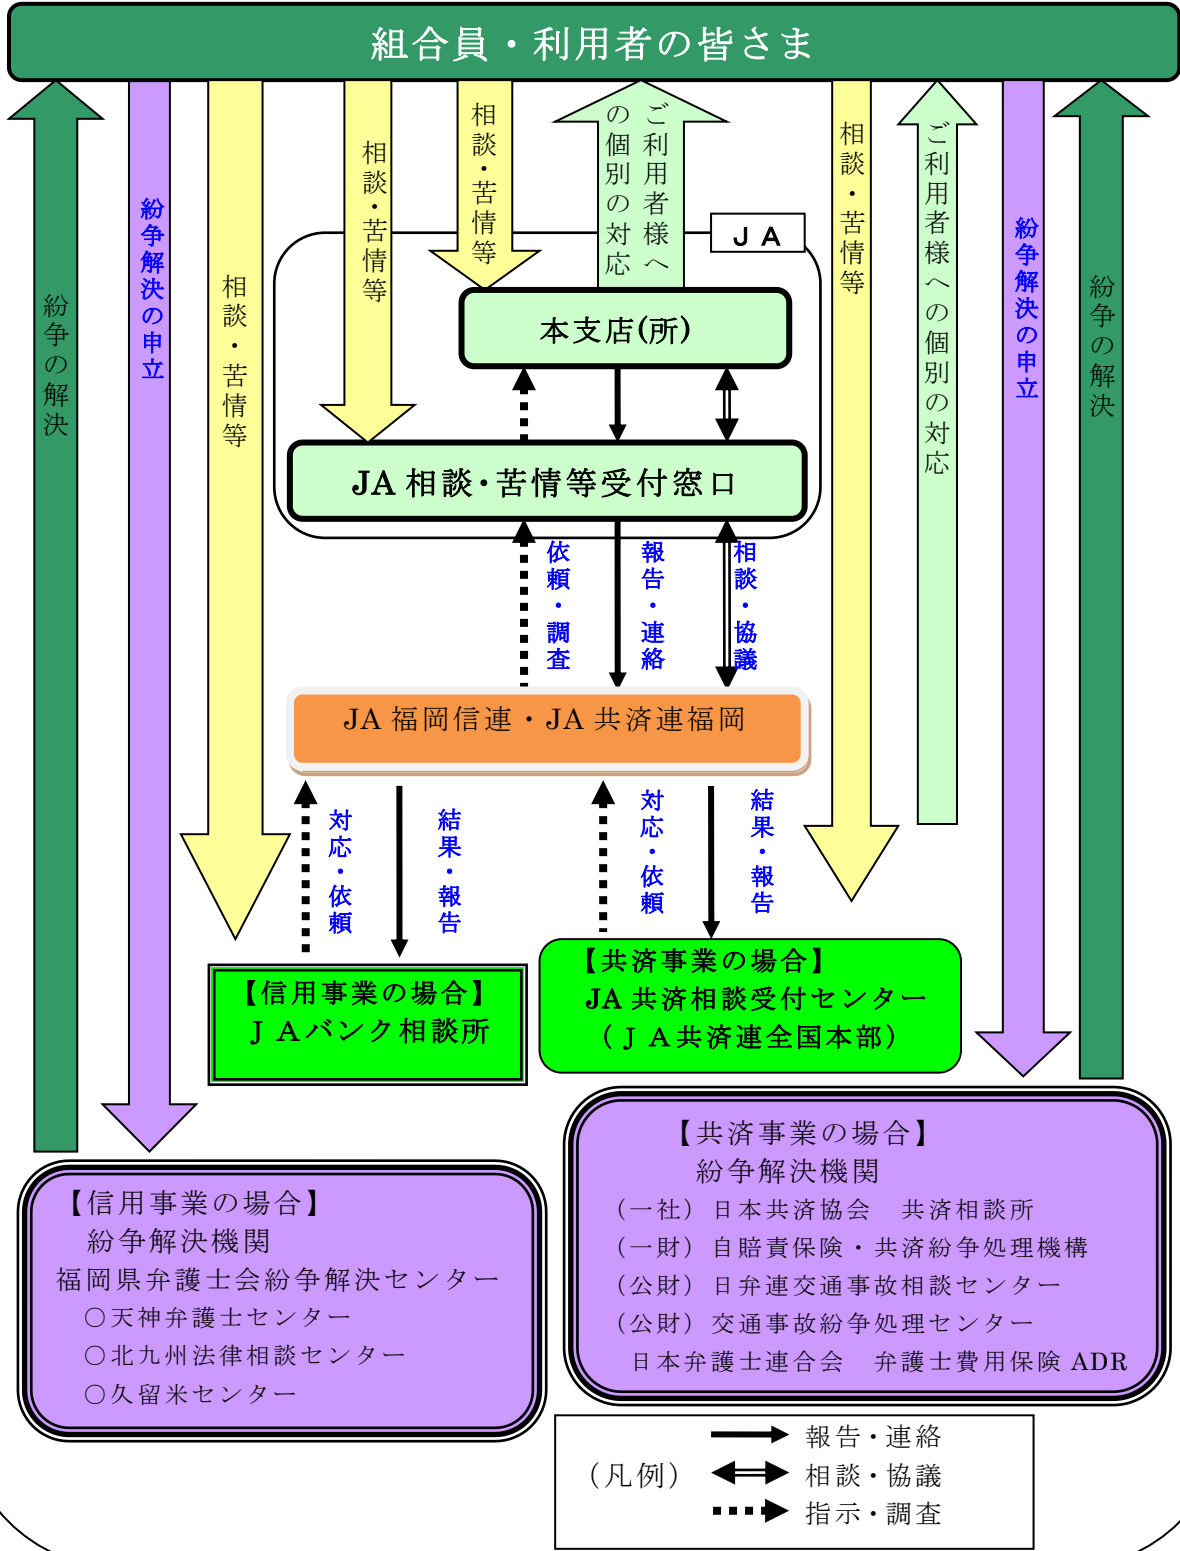 組合員・利用者の皆さま
紛争の解決
紛争解決の申立
相談・苦情等
相談・苦情等
相談・苦情等
ご利用者様へ
の個別の対応
相談・苦情等
ご利用者様への個別の対応
紛争解決の申立
紛争の解決
ＪＡ
本支店(所)
JA 相談・苦情等受付窓口
依頼・調査
報告・連絡
相談・協議
JA 福岡信連・JA 共済連福岡
対応・依頼
結果・報告
対応・依頼
結果・報告
【信用事業の場合】
ＪＡバンク相談所
【共済事業の場合】
JA 共済相談受付センター
（ＪＡ共済連全国本部）
【信用事業の場合】
紛争解決機関
福岡県弁護士会紛争解決センター
〇天神弁護士センター
〇北九州法律相談センター
〇久留米センター
【共済事業の場合】
紛争解決機関
（一社）日本共済協会　共済相談所
（一財）自賠責保険・共済紛争処理機構
（公財）日弁連交通事故相談センター
（公財）交通事故紛争処理センター
日本弁護士連合会　弁護士費用保険 ADR
（凡例）
報告・連絡
相談・協議
指示・調査